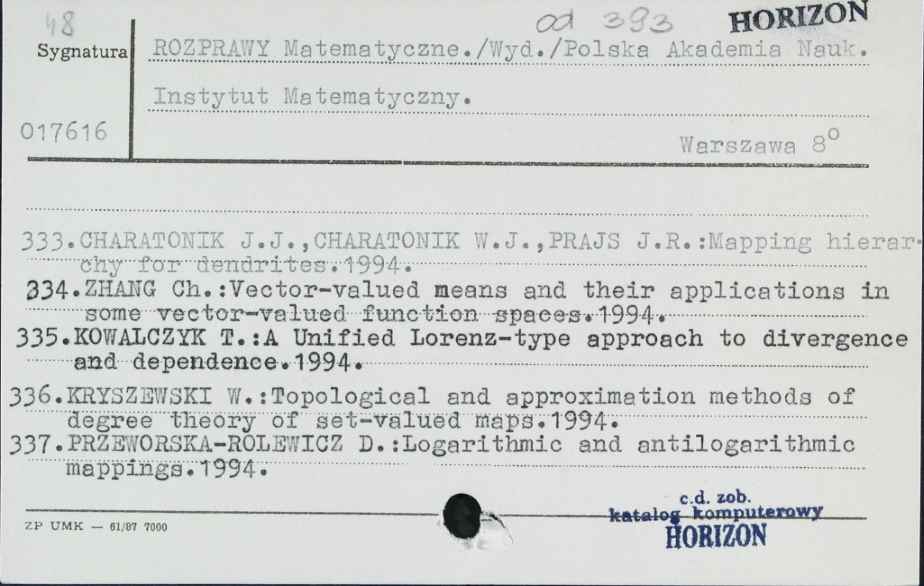 48 od 393 HORIZON
Sygnatura ROZPRAWY Matematyczne./Wyd./Polska Akademia Nauk.
Instytut Matematyczny.
017616
Warszawa 8⁰
333.CHARATONIK J.J.,CHARATONIK W.J.,PRAJS J.R.:Mapping hierar-
chy for dendrites.1994.
334.ZHANG Ch.:Vector-valued means and their applications in
some vector-valued function spaces.1994.
335.KOWALCZYK T.:A Unified Lorenz-type approach to divergence
and dependence.1994.
336.KRYSZEWSKI W.:Topological and approximation methods of
degree theory of set-valued maps.1994.
337.PRZEWORSKA-ROLEWICZ D.:Logarithmic and antilogarithmic
mappings.1994.
c.d. zob.
katalog komputerowy
HORIZON
ZP UMK — 61/87 7000